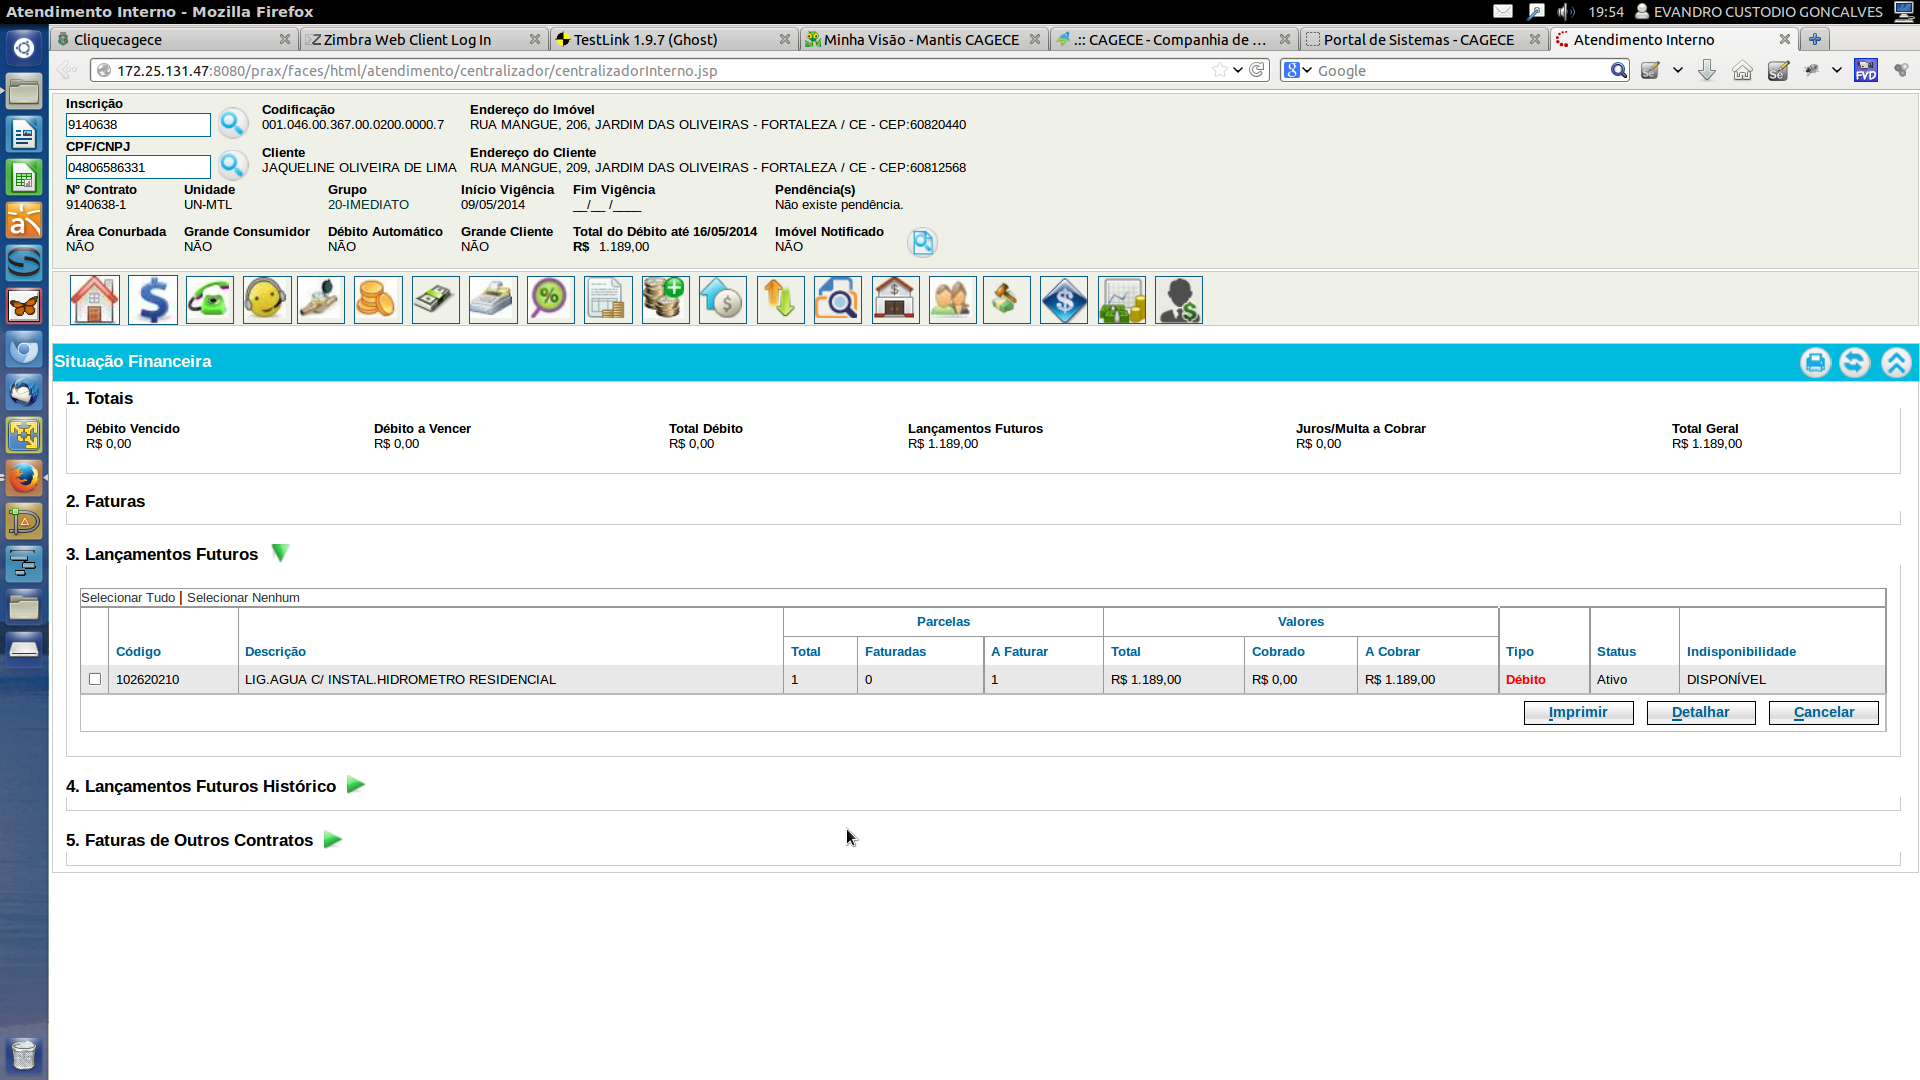 Atendimento Interno - Mozilla Firefox
19:54 EVANDRO CUSTODIO GONCALVES
Cliquecagece
Zimbra Web Client Log In
TestLink 1.9.7 (Ghost)
Minha Visão - Mantis CAGECE
.:: CAGECE - Companhia de ...
Portal de Sistemas - CAGECE
Atendimento Interno
172.25.131.47:8080/prax/faces/html/atendimento/centralizador/centralizadorInterno.jsp
Google
FVD
Inscrição
9140638
Codificação
001.046.00.367.00.0200.0000.7
Endereço do Imóvel
RUA MANGUE, 206, JARDIM DAS OLIVEIRAS - FORTALEZA / CE - CEP:60820440
CPF/CNPJ
04806586331
Cliente
JAQUELINE OLIVEIRA DE LIMA
Endereço do Cliente
RUA MANGUE, 209, JARDIM DAS OLIVEIRAS - FORTALEZA / CE - CEP:60812568
Nº Contrato Unidade Grupo Início Vigência Fim Vigência Pendência(s)
9140638-1 UN-MTL 20-IMEDIATO 09/05/2014 __/__ /____ Não existe pendência.
Área Conurbada Grande Consumidor Débito Automático Grande Cliente Total do Débito até 16/05/2014 Imóvel Notificado
NÃO NÃO NÃO NÃO R$ 1.189,00 NÃO
Situação Financeira
1. Totais
Débito Vencido Débito a Vencer Total Débito Lançamentos Futuros Juros/Multa a Cobrar Total Geral
R$ 0,00 R$ 0,00 R$ 0,00 R$ 1.189,00 R$ 0,00 R$ 1.189,00
2. Faturas
3. Lançamentos Futuros
Selecionar Tudo | Selecionar Nenhum
Parcelas Valores
Código Descrição Total Faturadas A Faturar Total Cobrado A Cobrar Tipo Status Indisponibilidade
102620210 LIG.AGUA C/ INSTAL.HIDROMETRO RESIDENCIAL 1 0 1 R$ 1.189,00 R$ 0,00 R$ 1.189,00 Débito Ativo DISPONÍVEL
Imprimir Detalhar Cancelar
4. Lançamentos Futuros Histórico
5. Faturas de Outros Contratos